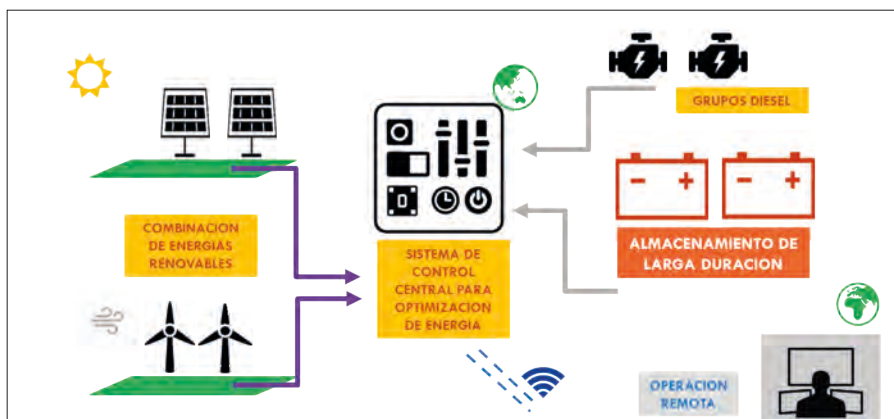 GRUPOS DIESEL
COMBINACION
DE ENERGIAS
RENOVABLES
SISTEMA DE
CONTROL
CENTRAL PARA
OPTIMIZACION
DE ENERGIA
ALMACENAMIENTO DE
LARGA DURACION
OPERACION
REMOTA